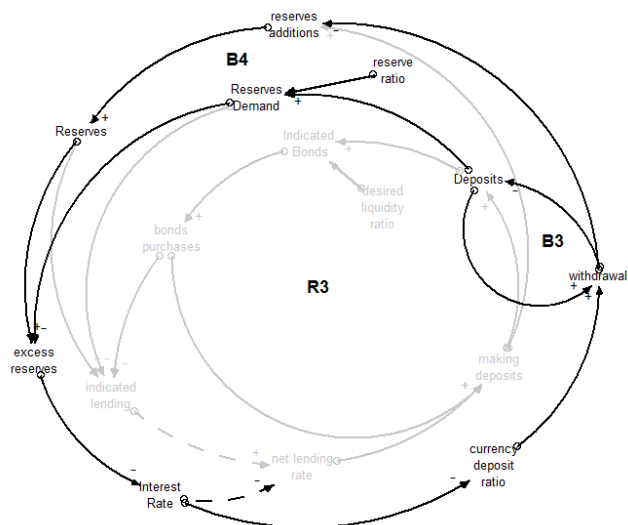 reserves
additions
+
-
B4
reserve
ratio
Reserves
Demand
+
+
Reserves
Indicated
Bonds
+
Deposits
-
+
desired
liquidity
ratio
+
bonds
purchases
B3
withdrawal
+
+
R3
+-
excess
reserves
- -
-
making
deposits
+
indicated
lending
+
net lending
rate
currency
deposit
ratio
-
-
-
Interest
Rate